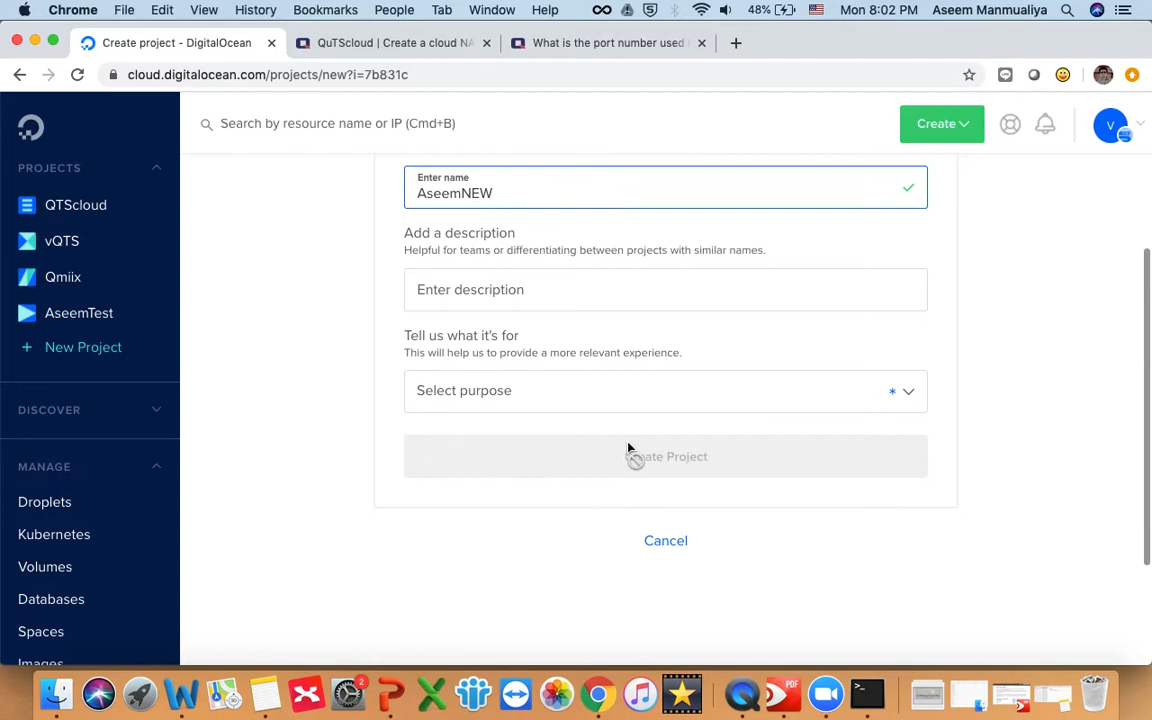 Chrome File Edit View History Bookmarks People Tab Window Help 48% Mon 8:02 PM Aseem Manmualiya
Create project - DigitalOcean
QuTScloud | Create a cloud NA
What is the port number used
cloud.digitalocean.com/projects/new?i=7b831c
Search by resource name or IP (Cmd+B)
Create
V
PROJECTS
QTScloud
vQTS
Qmiix
AseemTest
+ New Project
DISCOVER
MANAGE
Droplets
Kubernetes
Volumes
Databases
Spaces
Images
Enter name
AseemNEW
Add a description
Helpful for teams or differentiating between projects with similar names.
Enter description
Tell us what it's for
This will help us to provide a more relevant experience.
Select purpose *
Create Project
Cancel
2
PDF